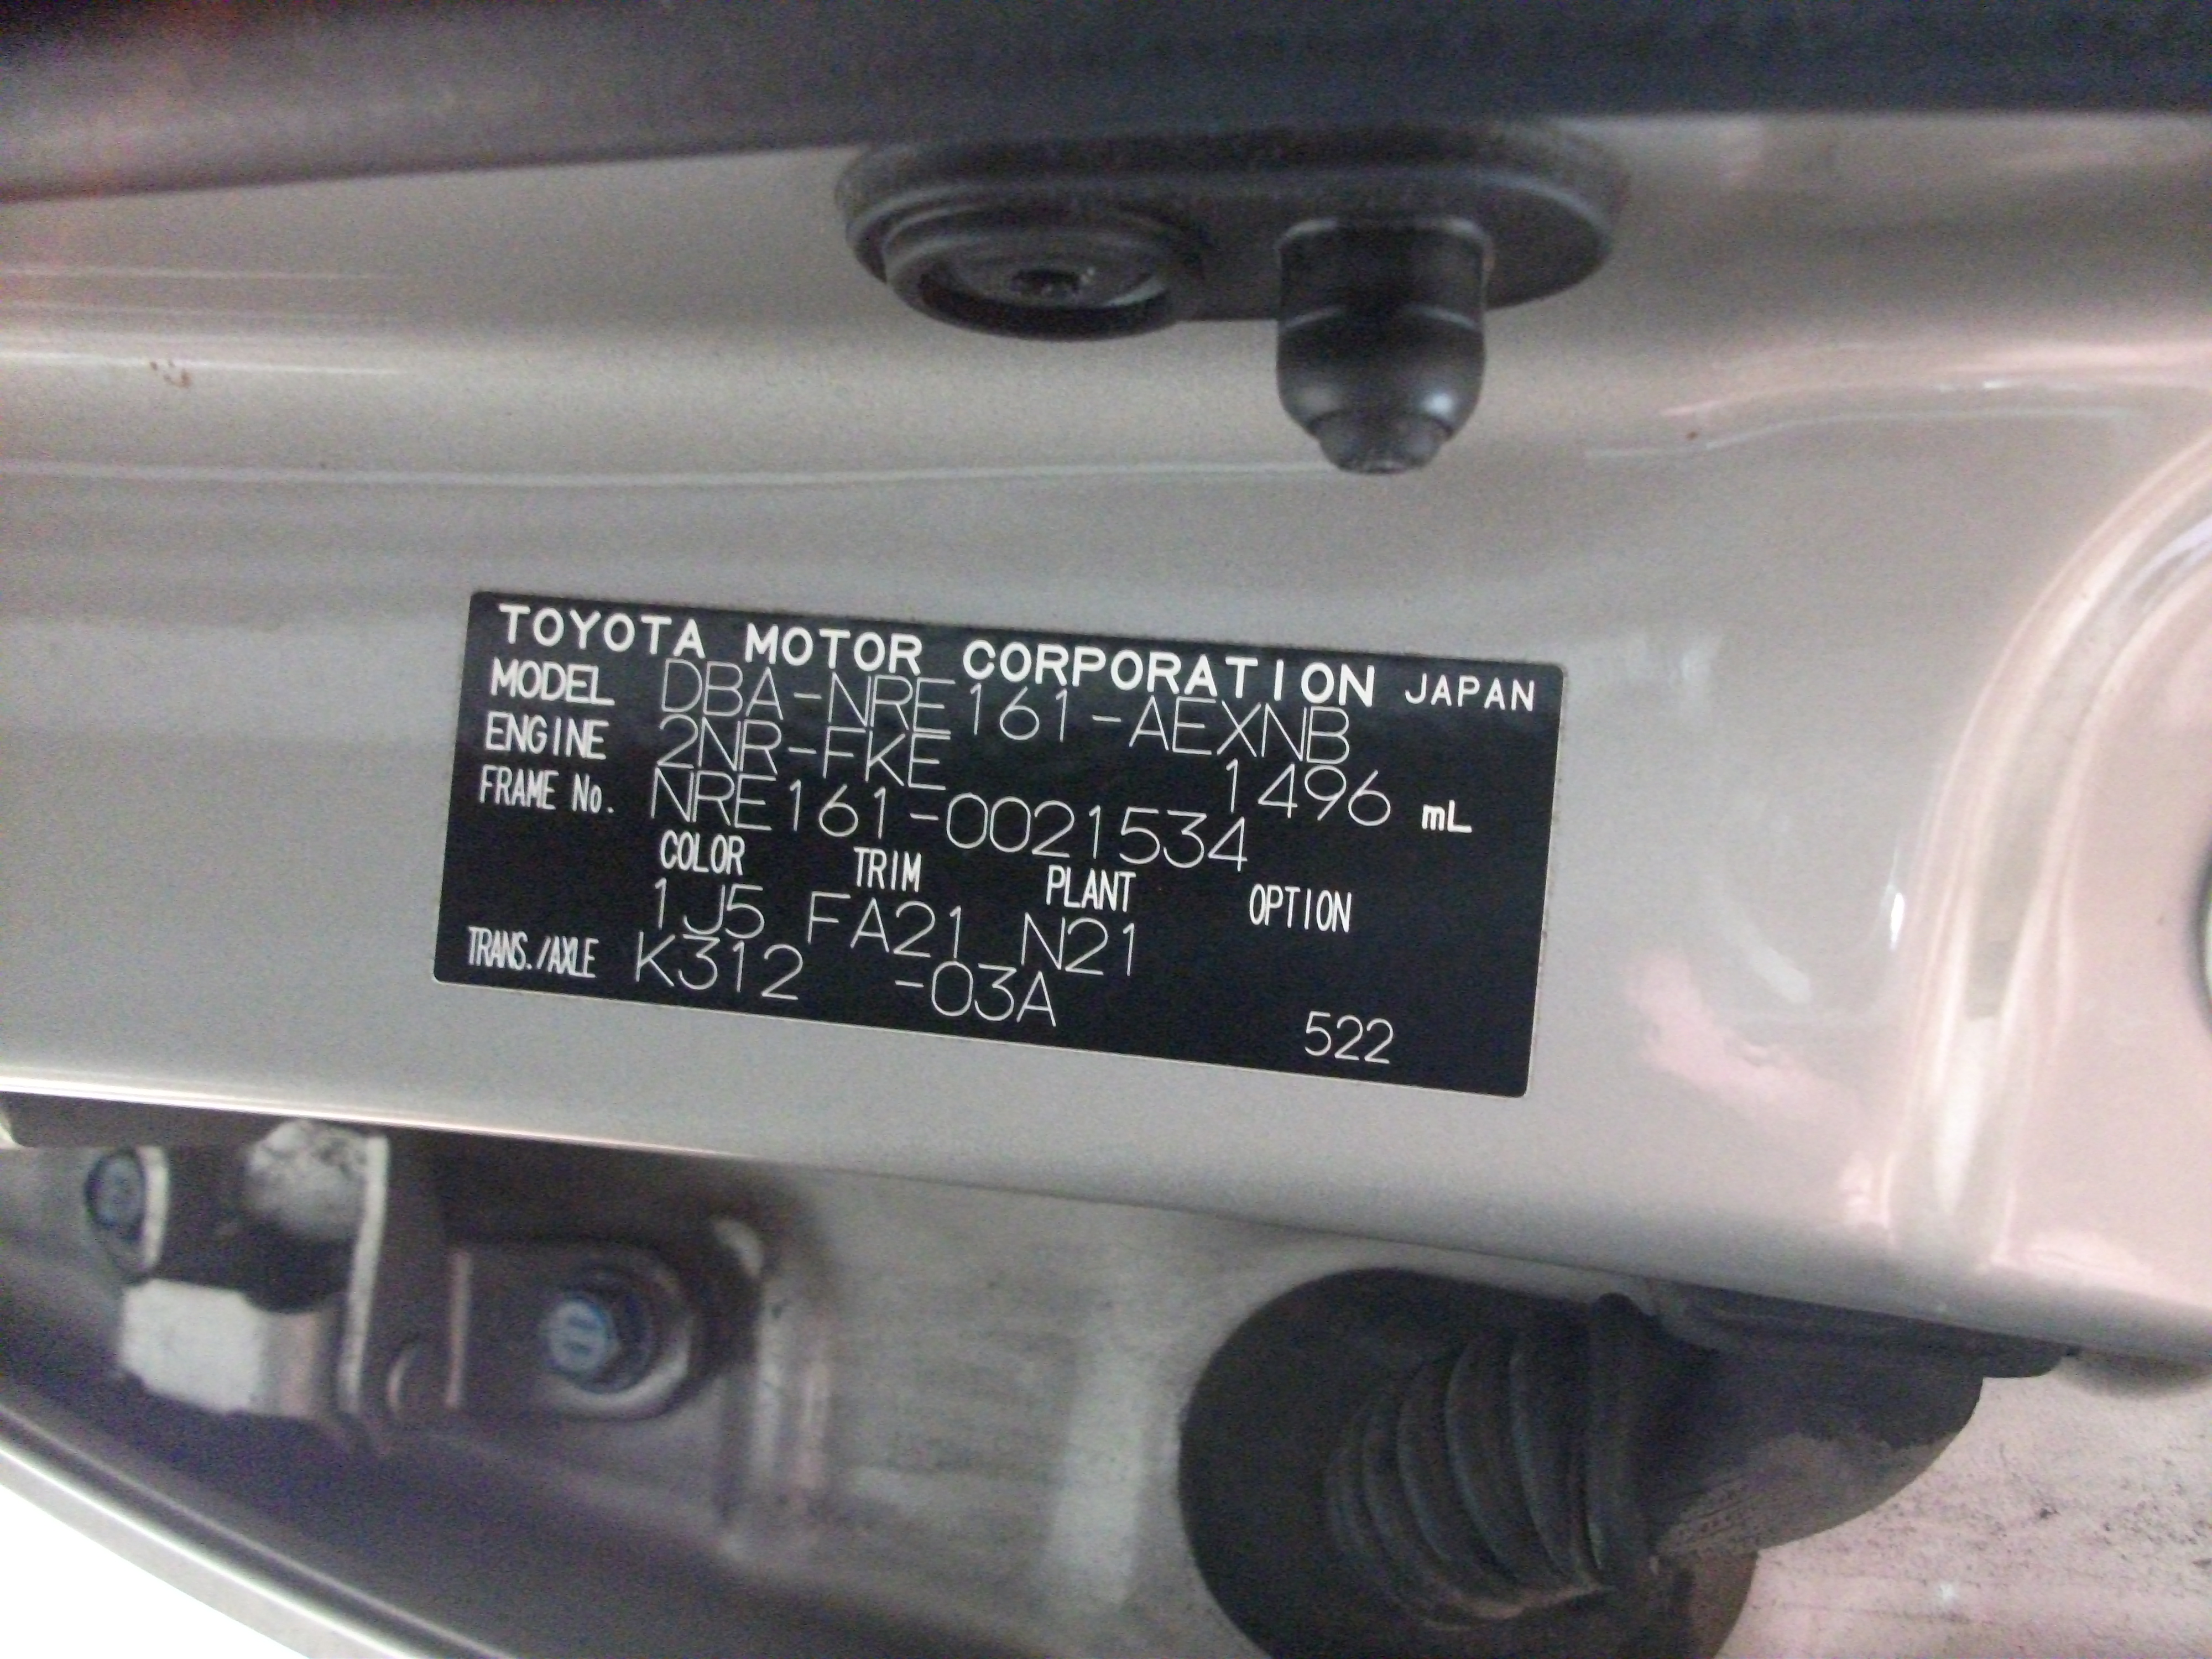 TOYOTA MOTOR CORPORATION JAPAN
MODEL DBA-NRE161-AEXNB
ENGINE 2NR-FKE 1496 mL
FRAME No. NRE161-0021534
COLOR TRIM PLANT OPTION
1J5 FA21 N21
TRANS./AXLE K312 -03A
522